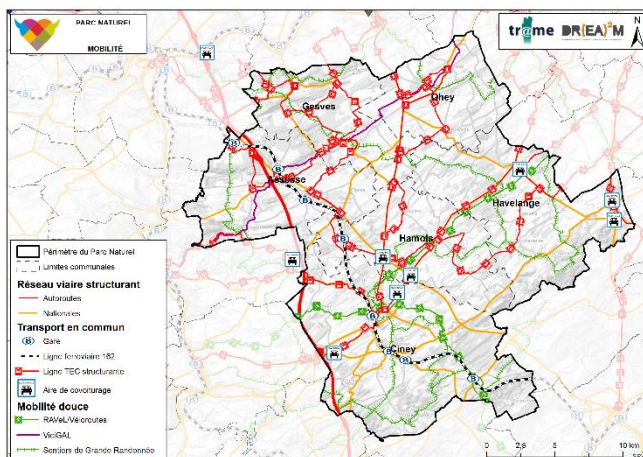 PARC NATUREL
MOBILITÉ
tr@me
DR(EA)²M
N
Gesves
Ohey
Assesse
Havelange
Hamois
Ciney
Périmètre du Parc Naturel
Limites communales
Réseau viaire structurant
Autoroutes
Nationales
Transport en commun
B Gare
Ligne ferroviaire 162
Ligne TEC structurante
Aire de covoiturage
Mobilité douce
RAVeL/Véloroutes
ViciGAL
Sentiers de Grande Randonnée
0 2,5 5 10 km